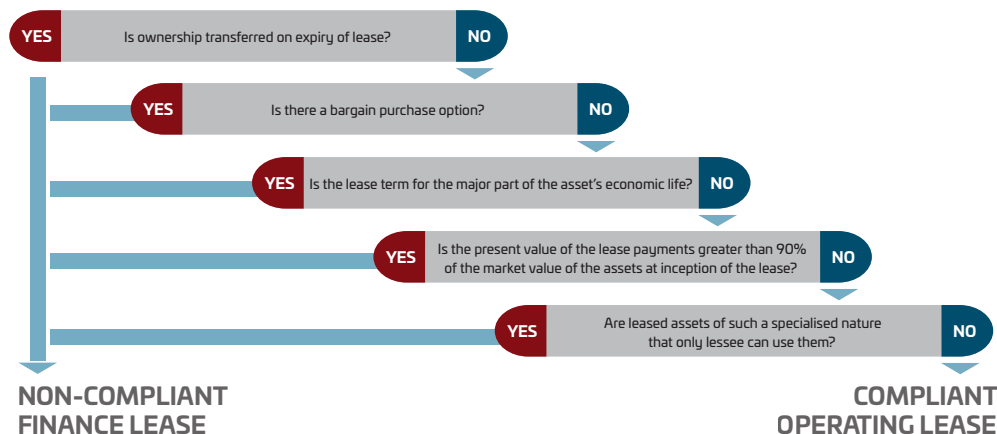 YES Is ownership transferred on expiry of lease? NO
YES Is there a bargain purchase option? NO
YES Is the lease term for the major part of the asset's economic life? NO
YES Is the present value of the lease payments greater than 90% NO
of the market value of the assets at inception of the lease?
YES Are leased assets of such a specialised nature NO
that only lessee can use them?
NON-COMPLIANT
FINANCE LEASE
COMPLIANT
OPERATING LEASE